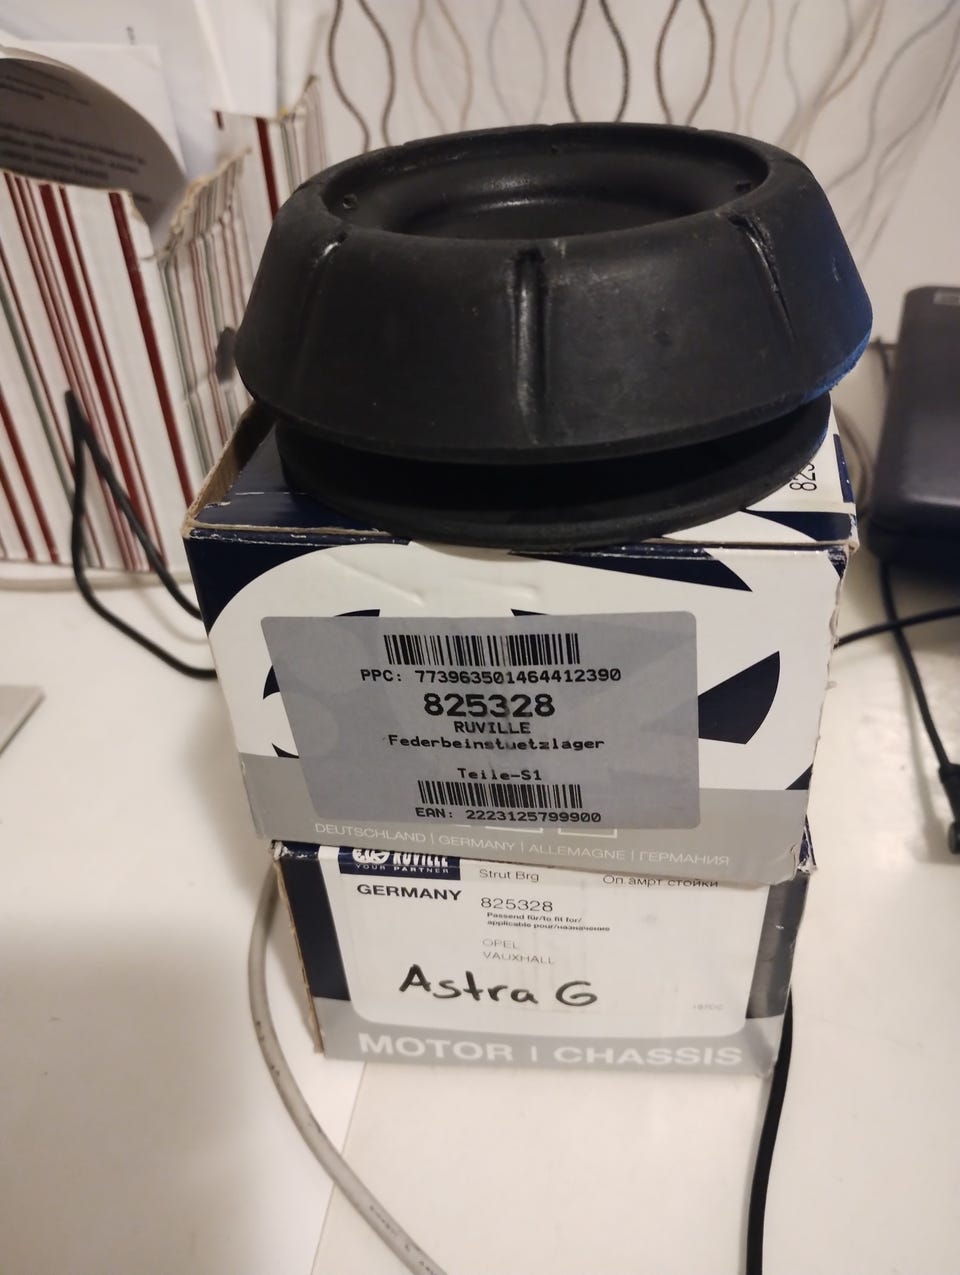 823
PPC: 773963501464412390
825328
RUVILLE
Federbeinstuetzlager
Teile-S1
EAN: 2223125799900
DEUTSCHLAND | GERMANY | ALLEMAGNE | ГЕРМАНИЯ
RUVILLE
YOUR PARTNER
GERMANY
Strut Brg
Оп.амрт стойки
825328
Passend für/to fit for/
applicable pour/назначение
OPEL
VAUXHALL
Astra G
MOTOR | CHASSIS